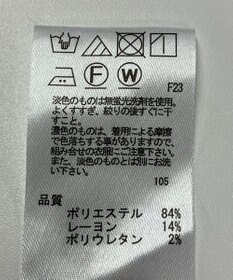 F W
F23
淡色のものは無蛍光洗剤を使用。
よくすすぎ、絞りの後すぐに干
すこと。
濃色のものは、着用による摩擦
で色落ちする事がありますので、
組み合せの衣服にご注意下さい。
また、淡色のものとは別にお洗
い下さい。
105
品質
ポリエステル 84%
レーヨン 14%
ポリウレタン 2%